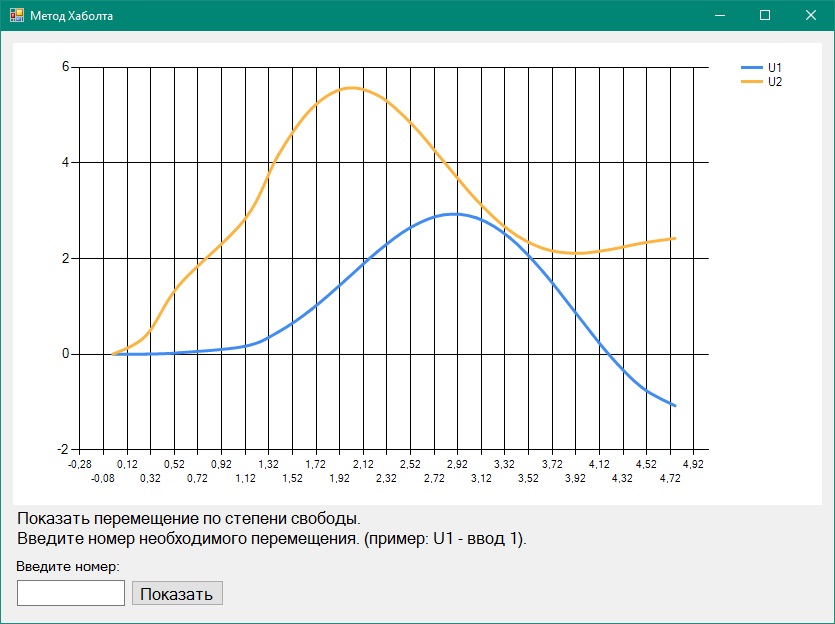 Метод Хаболта
U1
U2
6
4
2
0
-2
-0,28 0,12 0,52 0,92 1,32 1,72 2,12 2,52 2,92 3,32 3,72 4,12 4,52 4,92
-0,08 0,32 0,72 1,12 1,52 1,92 2,32 2,72 3,12 3,52 3,92 4,32 4,72
Показать перемещение по степени свободы.
Введите номер необходимого перемещения. (пример: U1 - ввод 1).
Введите номер:
Показать